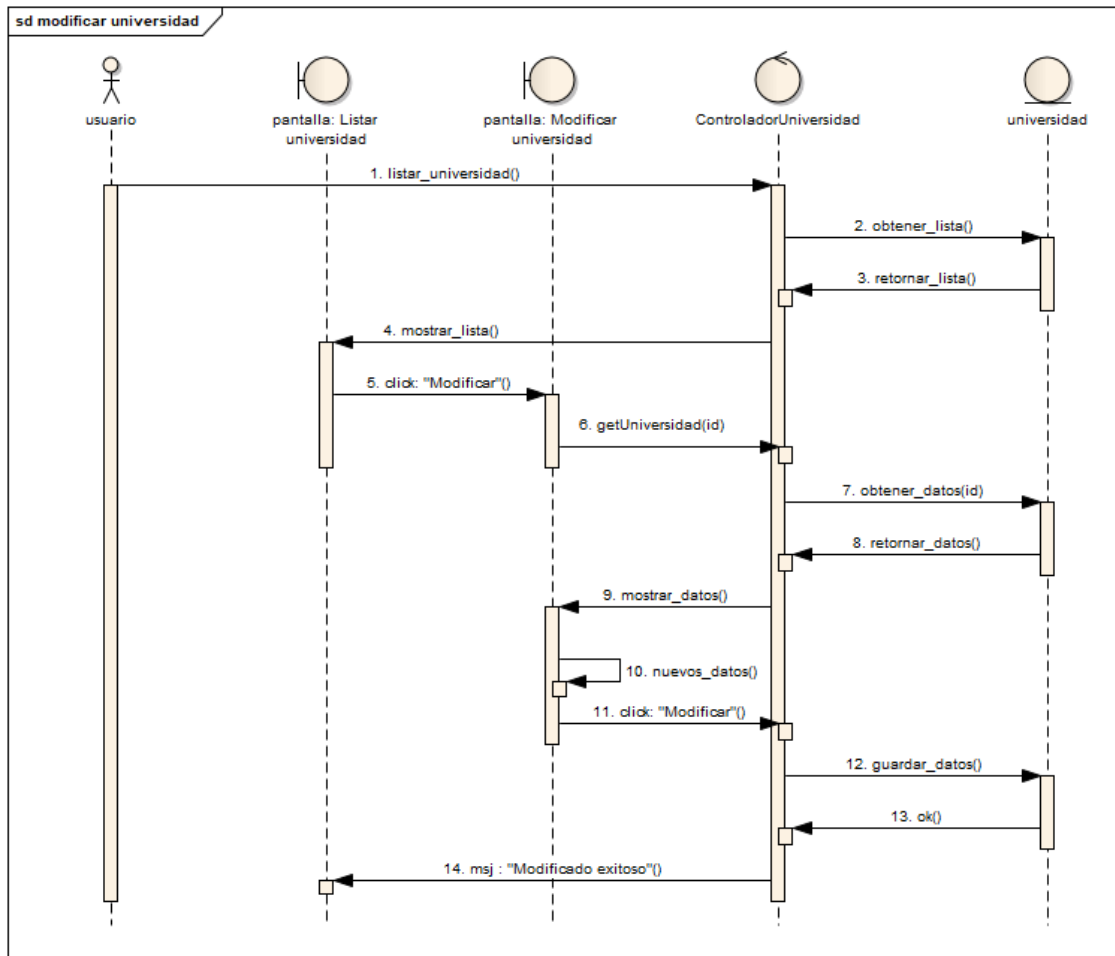 sd modificar universidad
usuario
pantalla: Listar
universidad
pantalla: Modificar
universidad
ControladorUniversidad
universidad
1. listar_universidad()
2. obtener_lista()
3. retornar_lista()
4. mostrar_lista()
5. click: "Modificar"()
6. getUniversidad(id)
7. obtener_datos(id)
8. retornar_datos()
9. mostrar_datos()
10. nuevos_datos()
11. click: "Modificar"()
12. guardar_datos()
13. ok()
14. msj : "Modificado exitoso"()